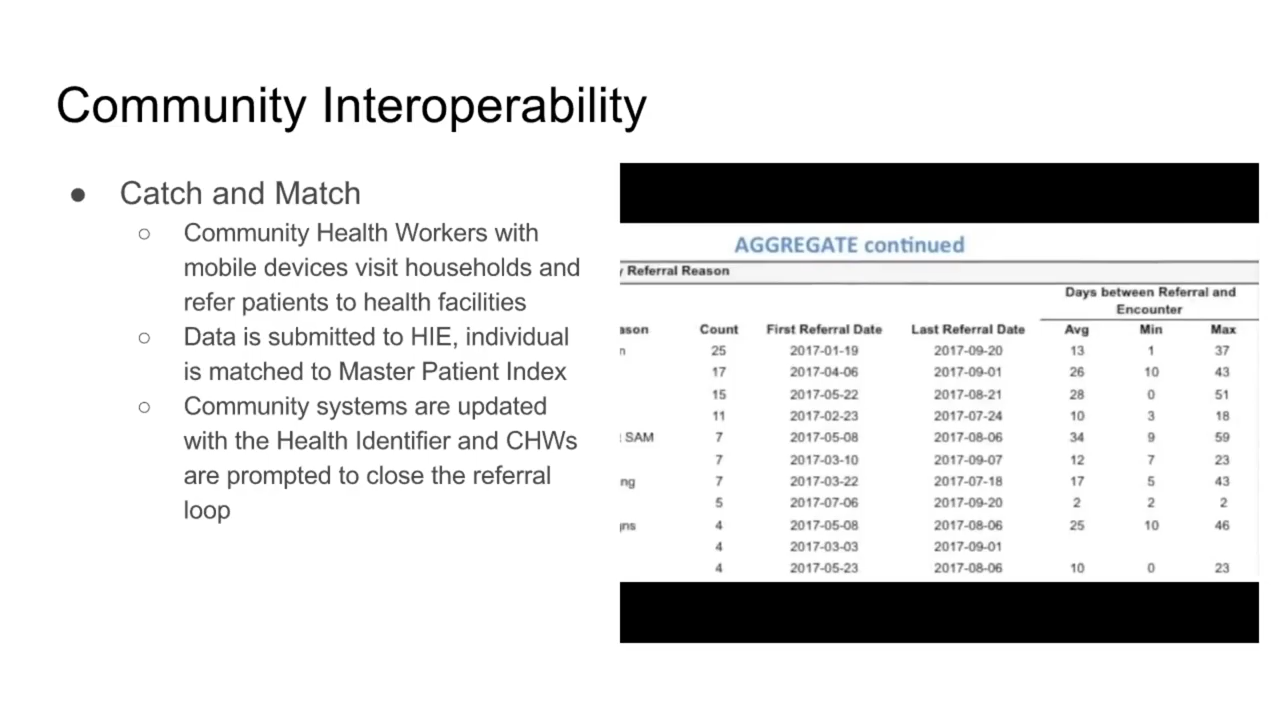 Community Interoperability
● Catch and Match
○ Community Health Workers with
mobile devices visit households and
refer patients to health facilities
○ Data is submitted to HIE, individual
is matched to Master Patient Index
○ Community systems are updated
with the Health Identifier and CHWs
are prompted to close the referral
loop
AGGREGATE continued
Referral Reason
Days between Referral and
Encounter
Count First Referral Date Last Referral Date Avg Min Max
25 2017-01-19 2017-09-20 13 1 37
17 2017-04-06 2017-09-01 26 10 43
15 2017-05-22 2017-08-21 28 0 51
11 2017-02-23 2017-07-24 10 3 18
SAM 7 2017-05-08 2017-08-06 34 9 59
7 2017-03-10 2017-09-07 12 7 23
ng 7 2017-03-22 2017-07-18 17 5 43
5 2017-07-06 2017-09-20 2 2 2
gns 4 2017-05-08 2017-08-06 25 10 46
4 2017-03-03 2017-09-01
4 2017-05-23 2017-08-06 10 0 23